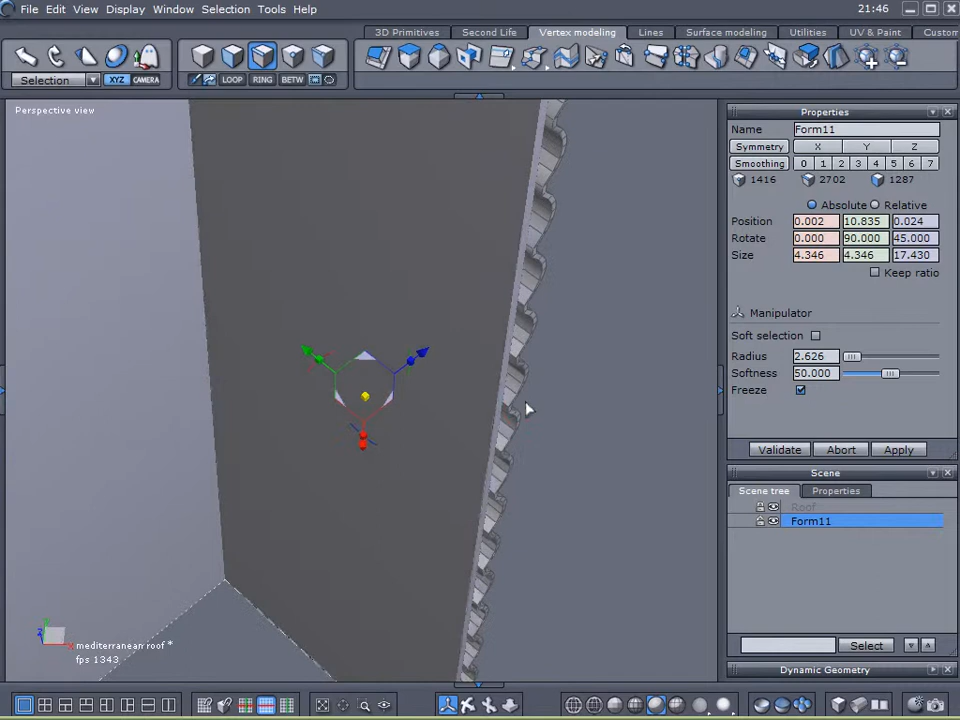 File Edit View Display Window Selection Tools Help
21:46
3D Primitives Second Life Vertex modeling Lines Surface modeling Utilities UV & Paint Custom
Selection XYZ CAMERA LOOP RING BETW
Perspective view
Properties
Name Form11
Symmetry X Y Z
Smoothing 0 1 2 3 4 5 6 7
1416 2702 1287
Absolute Relative
Position 0.002 10.835 0.024
Rotate 0.000 90.000 45.000
Size 4.346 4.346 17.430
Keep ratio
Manipulator
Soft selection
Radius 2.626
Softness 50.000
Freeze
Validate Abort Apply
Scene
Scene tree Properties
Roof
Form11
Select
Dynamic Geometry
mediterranean roof *
fps 1343